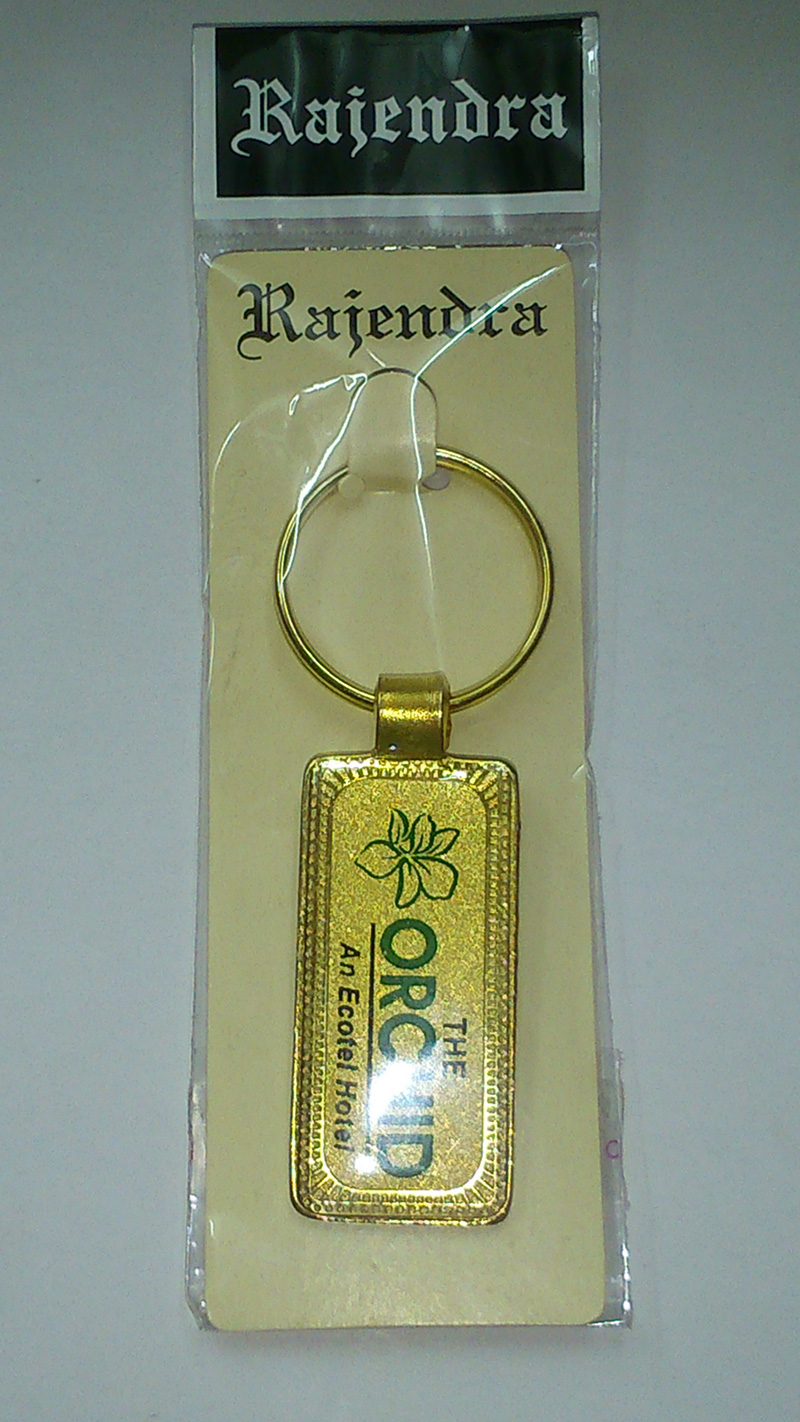 Rajendra
Rajendra
THE
ORCHID
An Ecotel Hotel